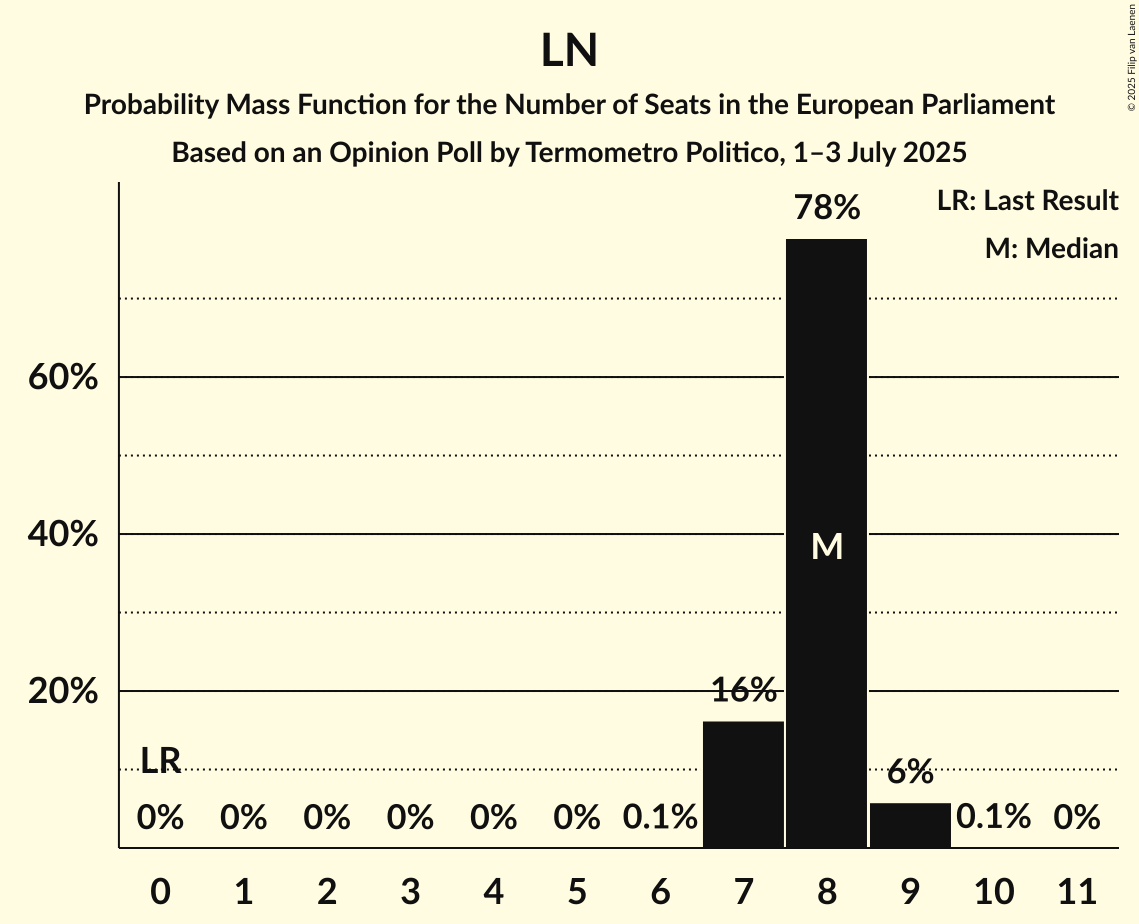 © 2025 Filip van Laenen
LN
Probability Mass Function for the Number of Seats in the European Parliament
Based on an Opinion Poll by Termometro Politico, 1–3 July 2025
LR: Last Result
M: Median
78%
60%
40%
M
20%
16%
LR
6%
0% 0% 0% 0% 0% 0% 0.1% 0.1% 0%
0 1 2 3 4 5 6 7 8 9 10 11